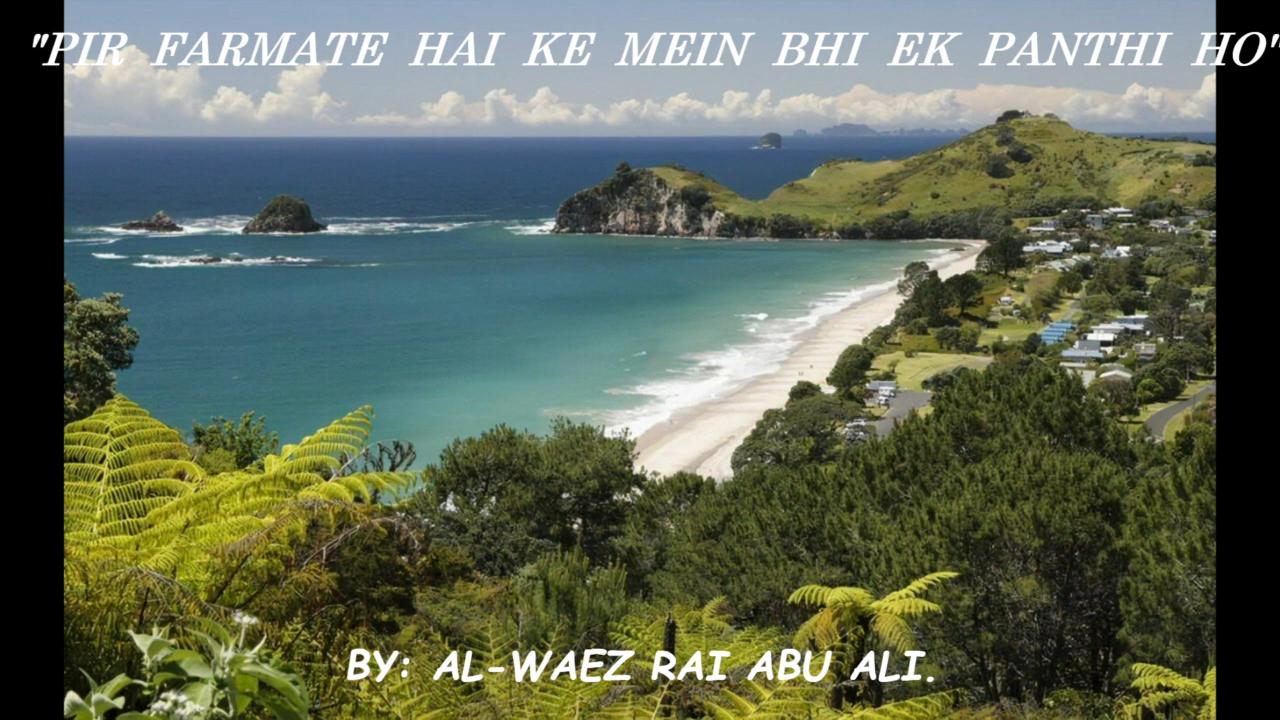 "PIR FARMATE HAI KE MEIN BHI EK PANTHI HO"
BY: AL-WAEZ RAI ABU ALI.